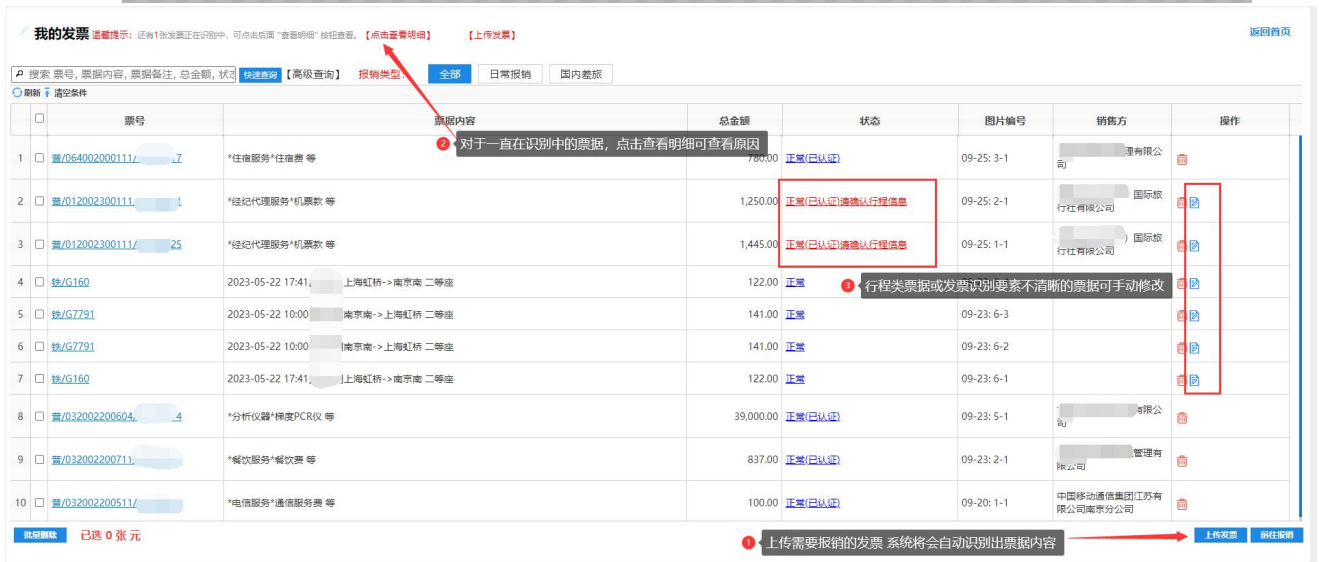 我的发票 温馨提示：还有1张发票正在识别中，可点击后面 "查看明细" 按钮查看。【点击查看明细】 【上传发票】 返回首页
搜索 票号, 票据内容, 票据备注, 总金额, 状态 快速查询 【高级查询】 报销类型: 全部 日常报销 国内差旅
刷新 清空条件
票号 票据内容 总金额 状态 图片编号 销售方 操作
2 对于一直在识别中的票据，点击查看明细可查看原因
1 普/064002000111/ 7 *住宿服务*住宿费 等 780.00 正常(已认证) 09-25: 3-1 理有限公
司
2 普/012002300111 *经纪代理服务*机票款 等 1,250.00 正常(已认证)请确认行程信息 09-25: 2-1 国际旅
行社有限公司
3 普/012002300111/ 25 *经纪代理服务*机票款 等 1,445.00 正常(已认证)请确认行程信息 09-25: 1-1 国际旅
行社有限公司
4 铁/G160 2023-05-22 17:41 上海虹桥->南京南 二等座 122.00 正常
3 行程类票据或发票识别要素不清晰的票据可手动修改
5 铁/G7791 2023-05-22 10:00 南京南->上海虹桥 二等座 141.00 正常 09-23: 6-3
6 铁/G7791 2023-05-22 10:00 南京南->上海虹桥 二等座 141.00 正常 09-23: 6-2
7 铁/G160 2023-05-22 17:41 上海虹桥->南京南 二等座 122.00 正常 09-23: 6-1
8 普/032002200604 4 *分析仪器*梯度PCR仪 等 39,000.00 正常(已认证) 09-23: 5-1 有限公
司
9 普/032002200711 *餐饮服务*餐饮费 等 837.00 正常(已认证) 09-23: 2-1 管理有
限公司
10 普/032002200511/ *电信服务*通信服务费 等 100.00 正常(已认证) 09-20: 1-1 中国移动通信集团江苏有
限公司南京分公司
批量删除 已选 0 张 元 1 上传需要报销的发票 系统将会自动识别出票据内容 上传发票 前往报销